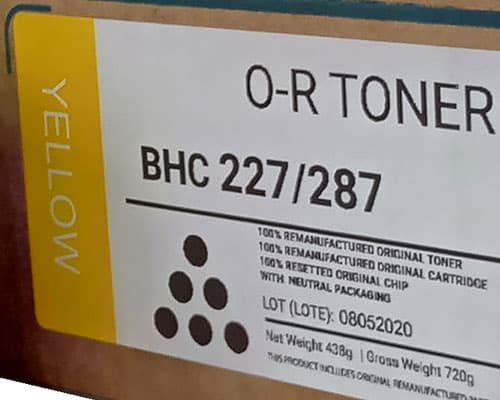 YELLOW
O-R TONER
BHC 227/287
100% REMANUFACTURED ORIGINAL TONER
100% REMANUFACTURED ORIGINAL CARTRIDGE
100% RESETTED ORIGINAL CHIP
WITH NEUTRAL PACKAGING
LOT (LOTE): 08052020
Net Weight 438g | Gross Weight 720g
THIS PRODUCT INCLUDES ORIGINAL REMANUFACTURED